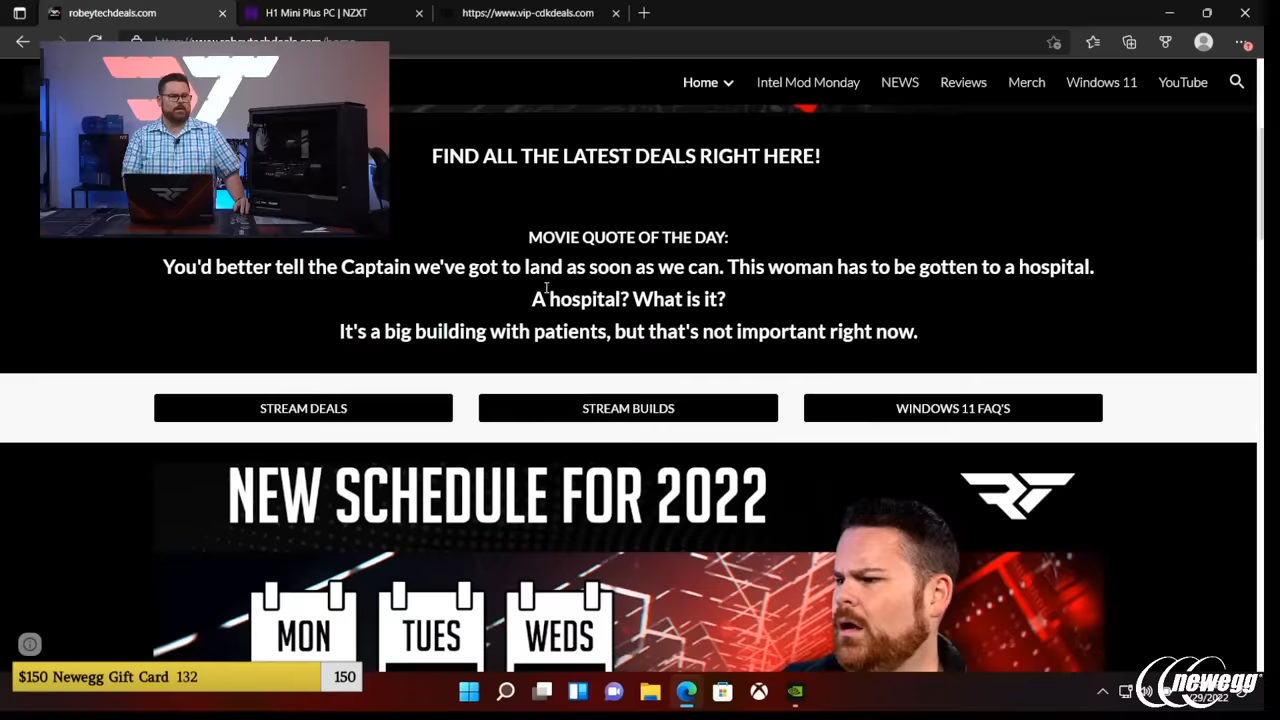 robeytechdeals.com
H1 Mini Plus PC | NZXT
https://www.vip-cdkdeals.com
Home
Intel Mod Monday
NEWS
Reviews
Merch
Windows 11
YouTube
FIND ALL THE LATEST DEALS RIGHT HERE!
MOVIE QUOTE OF THE DAY:
You'd better tell the Captain we've got to land as soon as we can. This woman has to be gotten to a hospital.
A hospital? What is it?
It's a big building with patients, but that's not important right now.
STREAM DEALS
STREAM BUILDS
WINDOWS 11 FAQ'S
NEW SCHEDULE FOR 2022
RT
MON
TUES
WEDS
$150 Newegg Gift Card 132
150
newegg